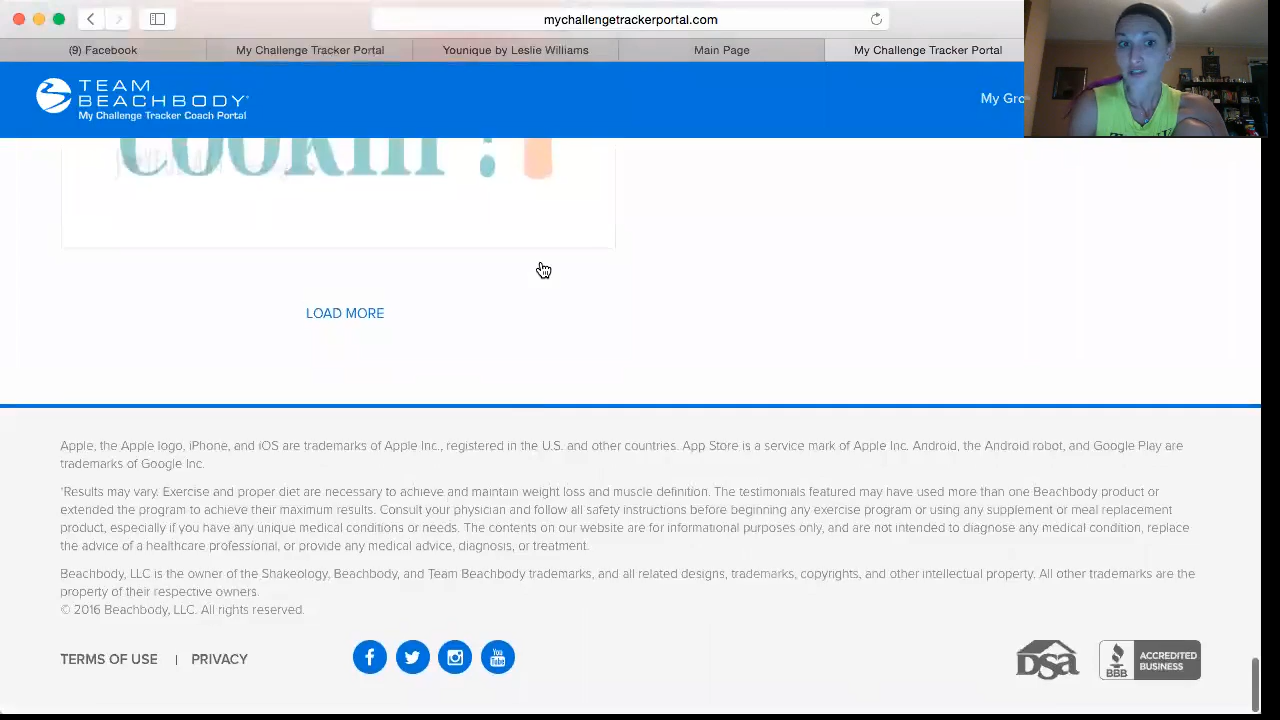 mychallengetrackerportal.com
(9) Facebook
My Challenge Tracker Portal
Younique by Leslie Williams
Main Page
My Challenge Tracker Portal
TEAM
BEACHBODY
My Challenge Tracker Coach Portal
My Gro
cookin'!
LOAD MORE
Apple, the Apple logo, iPhone, and iOS are trademarks of Apple Inc., registered in the U.S. and other countries. App Store is a service mark of Apple Inc. Android, the Android robot, and Google Play are
trademarks of Google Inc.
*Results may vary. Exercise and proper diet are necessary to achieve and maintain weight loss and muscle definition. The testimonials featured may have used more than one Beachbody product or
extended the program to achieve their maximum results. Consult your physician and follow all safety instructions before beginning any exercise program or using any supplement or meal replacement
product, especially if you have any unique medical conditions or needs. The contents on our website are for informational purposes only, and are not intended to diagnose any medical condition, replace
the advice of a healthcare professional, or provide any medical advice, diagnosis, or treatment.
Beachbody, LLC is the owner of the Shakeology, Beachbody, and Team Beachbody trademarks, and all related designs, trademarks, copyrights, and other intellectual property. All other trademarks are the
property of their respective owners.
© 2016 Beachbody, LLC. All rights reserved.
TERMS OF USE | PRIVACY
You
Tube
DSA
BBB
ACCREDITED
BUSINESS